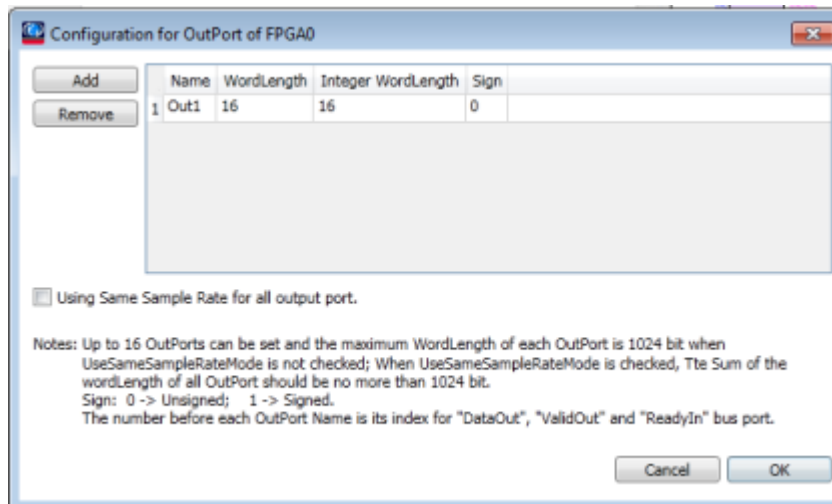 Configuration for OutPort of FPGA0
Add
Remove
Name WordLength Integer WordLength Sign
1 Out1 16 16 0
Using Same Sample Rate for all output port.
Notes: Up to 16 OutPorts can be set and the maximum WordLength of each OutPort is 1024 bit when
UseSameSampleRateMode is not checked; When UseSameSampleRateMode is checked, Tte Sum of the
wordLength of all OutPort should be no more than 1024 bit.
Sign: 0 -> Unsigned; 1 -> Signed.
The number before each OutPort Name is its index for "DataOut", "ValidOut" and "ReadyIn" bus port.
Cancel OK